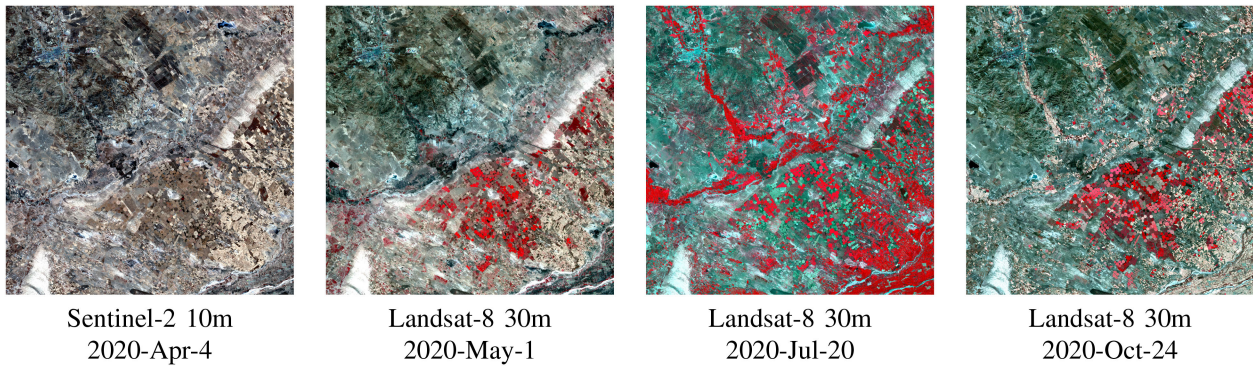 Sentinel-2 10m
2020-Apr-4
Landsat-8 30m
2020-May-1
Landsat-8 30m
2020-Jul-20
Landsat-8 30m
2020-Oct-24